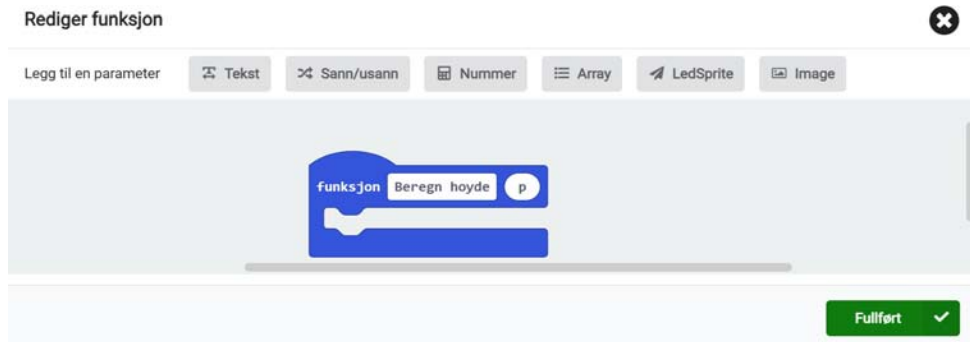 Rediger funksjon
Legg til en parameter Tekst Sann/usann Nummer Array LedSprite Image
funksjon Beregn hoyde p
Fullført